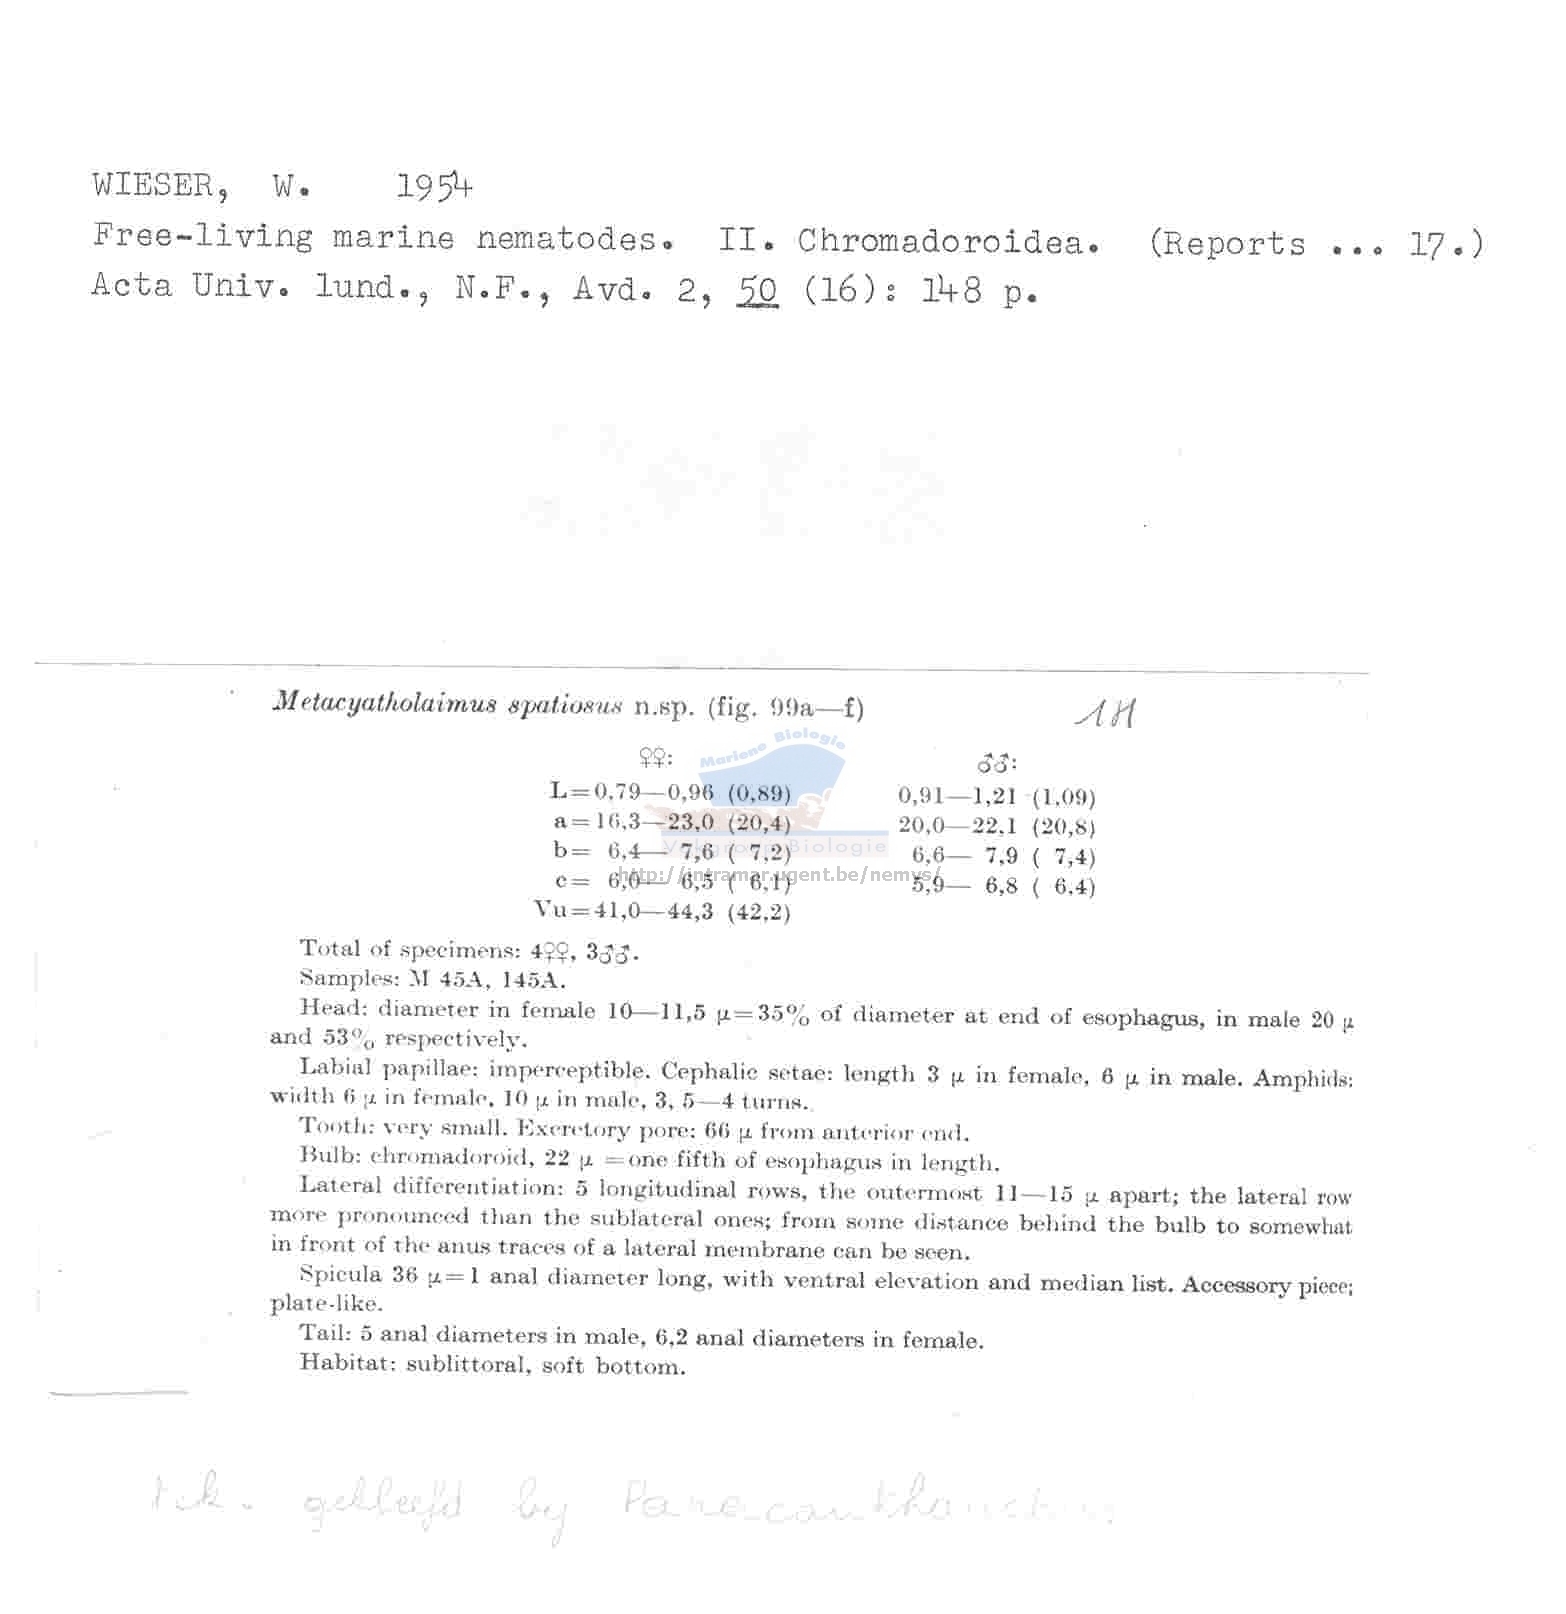 WIESER, W. 1954
Free-living marine nematodes. II. Chromadoroidea. (Reports ... 17.)
Acta Univ. lund., N.F., Avd. 2, 50 (16): 148 p.
Metacyatholaimus spatiosus n.sp. (fig. 99a—f)
1H
♀♀: ♂♂:
Mariene Biologie
L=0,79—0,96 (0,89) 0,91—1,21 (1,09)
a=16,3—23,0 (20,4) 20,0—22,1 (20,8)
b= 6,4— 7,6 ( 7,2) 6,6— 7,9 ( 7,4)
Vakgroep Biologie
c= 6,0— 6,5 ( 6,1) 5,9— 6,8 ( 6,4)
http://intramar.ugent.be/nemys/
Vu=41,0—44,3 (42,2)
Total of specimens: 4♀♀, 3♂♂.
Samples: M 45A, 145A.
Head: diameter in female 10—11,5 μ=35% of diameter at end of esophagus, in male 20 μ
and 53% respectively.
Labial papillae: imperceptible. Cephalic setae: length 3 μ in female, 6 μ in male. Amphids:
width 6 μ in female, 10 μ in male, 3, 5—4 turns.
Tooth: very small. Excretory pore: 66 μ from anterior end.
Bulb: chromadoroid, 22 μ =one fifth of esophagus in length.
Lateral differentiation: 5 longitudinal rows, the outermost 11—15 μ apart; the lateral row
more pronounced than the sublateral ones; from some distance behind the bulb to somewhat
in front of the anus traces of a lateral membrane can be seen.
Spicula 36 μ=1 anal diameter long, with ventral elevation and median list. Accessory piece;
plate-like.
Tail: 5 anal diameters in male, 6,2 anal diameters in female.
Habitat: sublittoral, soft bottom.
by